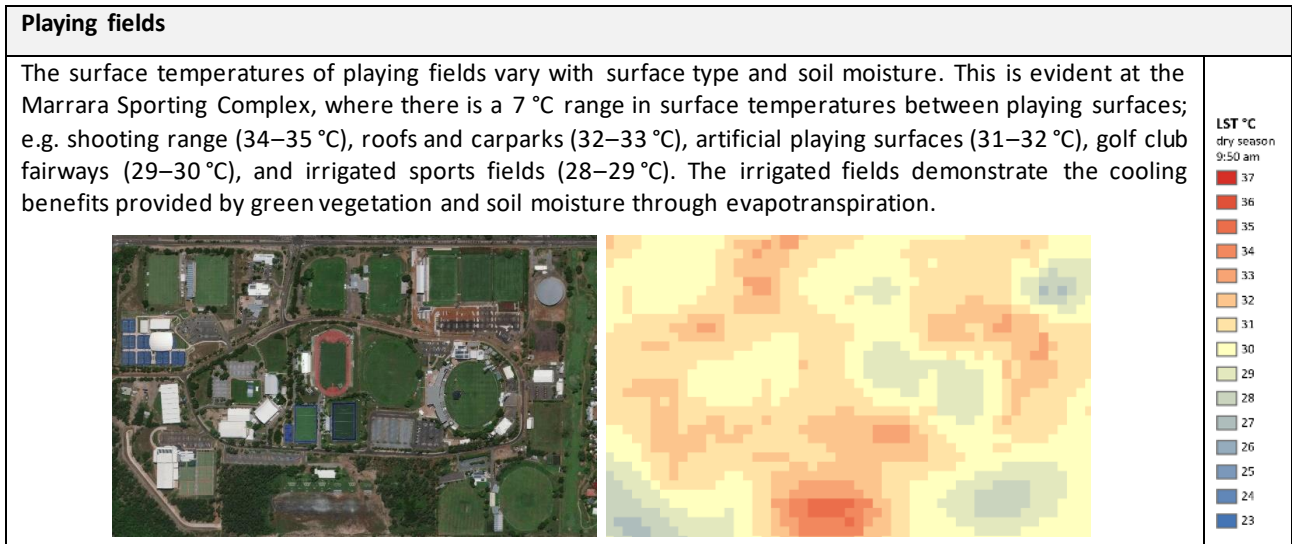 Playing fields
The surface temperatures of playing fields vary with surface type and soil moisture. This is evident at the
Marrara Sporting Complex, where there is a 7 °C range in surface temperatures between playing surfaces;
e.g. shooting range (34–35 °C), roofs and carparks (32–33 °C), artificial playing surfaces (31–32 °C), golf club
fairways (29–30 °C), and irrigated sports fields (28–29 °C). The irrigated fields demonstrate the cooling
benefits provided by green vegetation and soil moisture through evapotranspiration.
LST °C
dry season
9:50 am
37
36
35
34
33
32
31
30
29
28
27
26
25
24
23